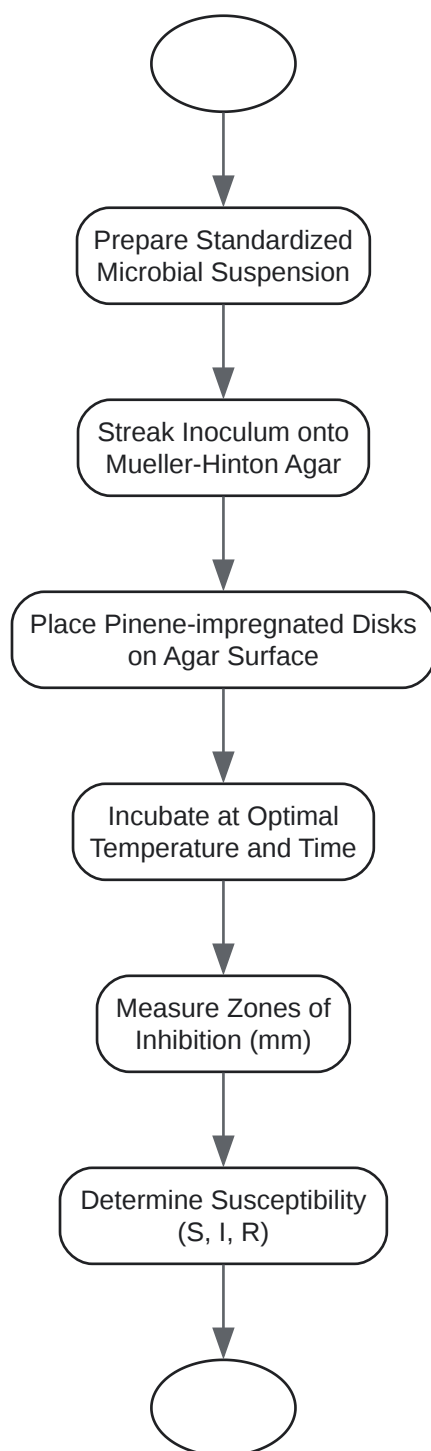 Prepare Standardized
Microbial Suspension
Streak Inoculum onto
Mueller-Hinton Agar
Place Pinene-impregnated Disks
on Agar Surface
Incubate at Optimal
Temperature and Time
Measure Zones of
Inhibition (mm)
Determine Susceptibility
(S, I, R)